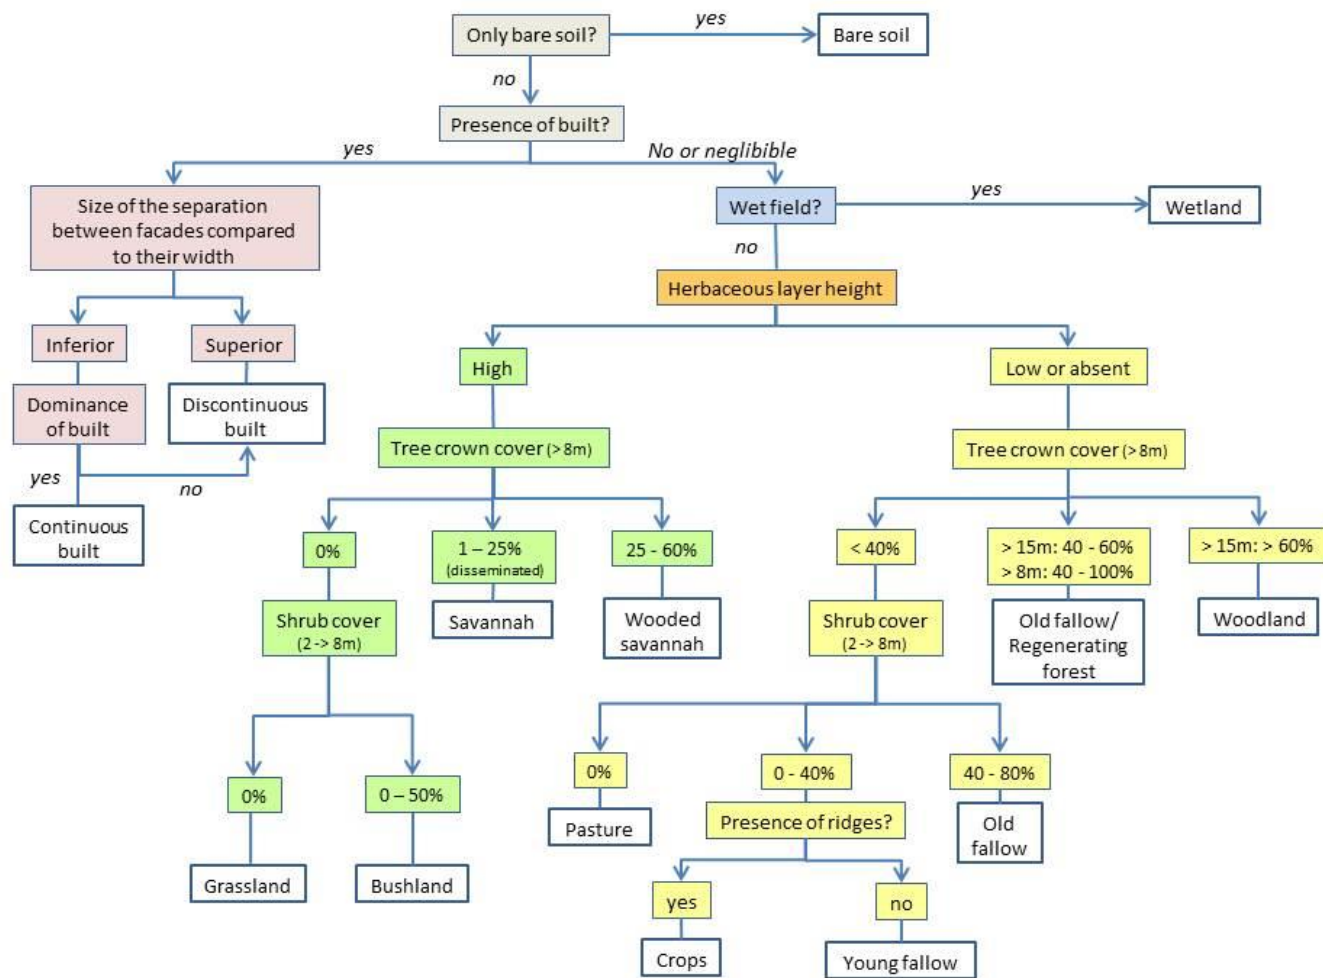 Only bare soil?
yes
Bare soil
no
Presence of built?
yes
No or neglibible
Size of the separation
between facades compared
to their width
Wet field?
yes
Wetland
no
Herbaceous layer height
Inferior
Superior
High
Low or absent
Dominance
of built
Discontinuous
built
Tree crown cover (> 8m)
Tree crown cover (> 8m)
yes
no
Continuous
built
0%
1 – 25%
(disseminated)
25 - 60%
< 40%
> 15m: 40 - 60%
> 8m: 40 - 100%
> 15m: > 60%
Shrub cover
(2 -> 8m)
Savannah
Wooded
savannah
Shrub cover
(2 -> 8m)
Old fallow/
Regenerating
forest
Woodland
0%
0 – 50%
0%
0 - 40%
40 - 80%
Pasture
Presence of ridges?
Old
fallow
Grassland
Bushland
yes
no
Crops
Young fallow